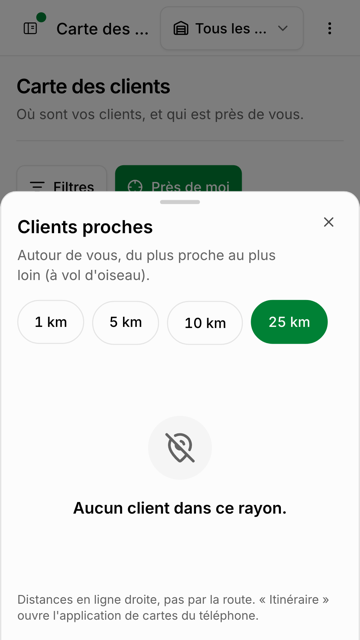 Carte des ...
Tous les ...
Carte des clients
Où sont vos clients, et qui est près de vous.
Filtres
Près de moi
Clients proches
Autour de vous, du plus proche au plus
loin (à vol d'oiseau).
1 km
5 km
10 km
25 km
Aucun client dans ce rayon.
Distances en ligne droite, pas par la route. « Itinéraire »
ouvre l'application de cartes du téléphone.